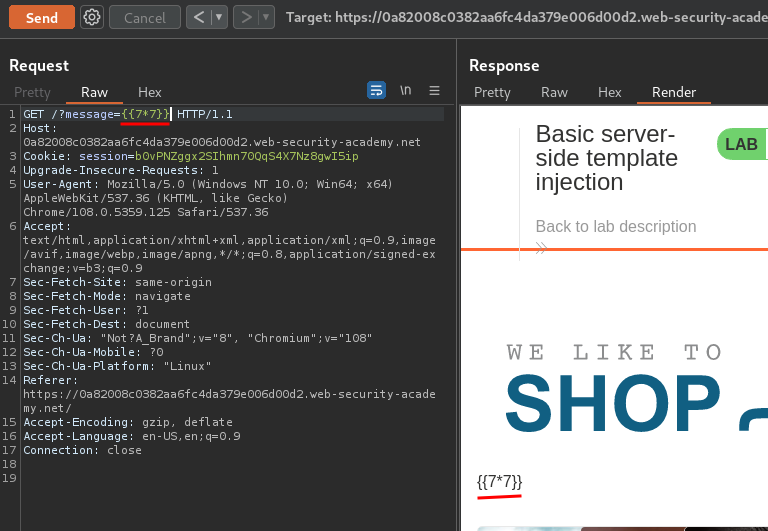 Send
Cancel
<
>
Target: https://0a82008c0382aa6fc4da379e006d00d2.web-security-acade
Request
Pretty Raw Hex
\n
1 GET /?message={{7*7}} HTTP/1.1
2 Host:
0a82008c0382aa6fc4da379e006d00d2.web-security-academy.net
3 Cookie: session=bOvPNZggx2SIhmn7OQqS4X7Nz8gwI5ip
4 Upgrade-Insecure-Requests: 1
5 User-Agent: Mozilla/5.0 (Windows NT 10.0; Win64; x64)
AppleWebKit/537.36 (KHTML, like Gecko)
Chrome/108.0.5359.125 Safari/537.36
6 Accept:
text/html,application/xhtml+xml,application/xml;q=0.9,image
/avif,image/webp,image/apng,*/*;q=0.8,application/signed-ex
change;v=b3;q=0.9
7 Sec-Fetch-Site: same-origin
8 Sec-Fetch-Mode: navigate
9 Sec-Fetch-User: ?1
10 Sec-Fetch-Dest: document
11 Sec-Ch-Ua: "Not?A_Brand";v="8", "Chromium";v="108"
12 Sec-Ch-Ua-Mobile: ?0
13 Sec-Ch-Ua-Platform: "Linux"
14 Referer:
https://0a82008c0382aa6fc4da379e006d00d2.web-security-acade
my.net/
15 Accept-Encoding: gzip, deflate
16 Accept-Language: en-US,en;q=0.9
17 Connection: close
18
19
Response
Pretty Raw Hex Render
Basic server-
side template
injection
LAB
Back to lab description
WE LIKE TO
SHOP
{{7*7}}